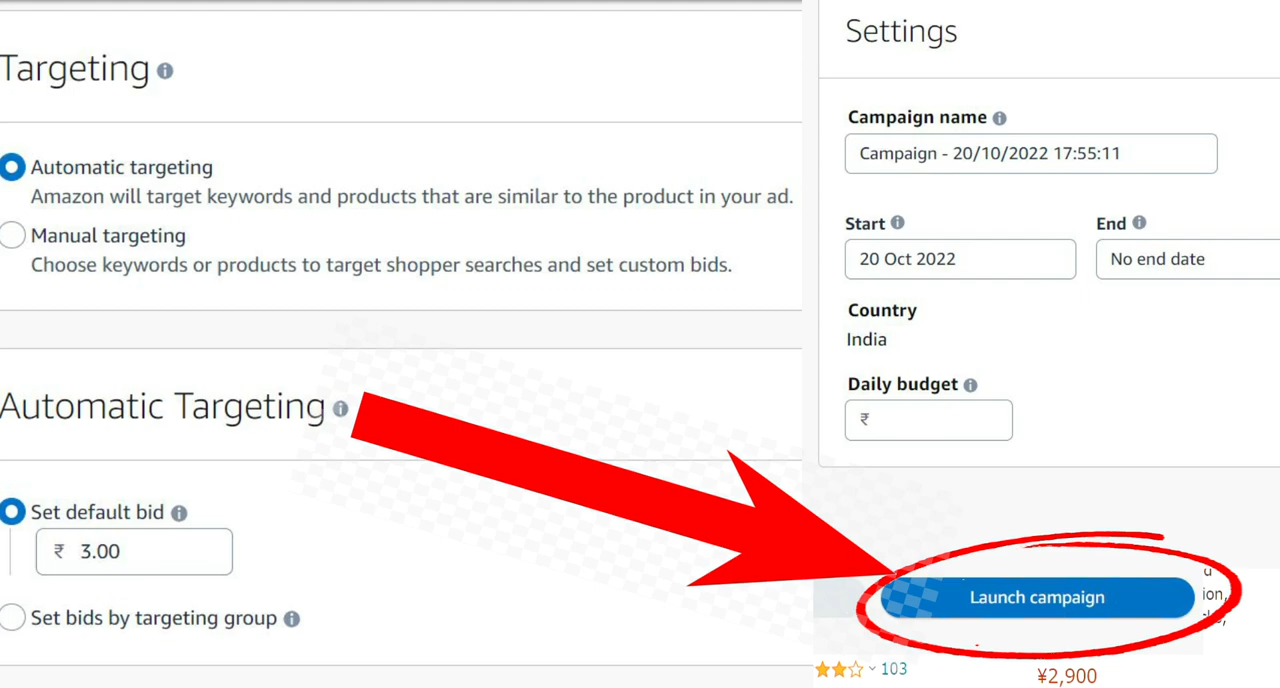 Targeting
Automatic targeting
Amazon will target keywords and products that are similar to the product in your ad.
Manual targeting
Choose keywords or products to target shopper searches and set custom bids.
Automatic Targeting
Set default bid
₹ 3.00
Set bids by targeting group
Settings
Campaign name
Campaign - 20/10/2022 17:55:11
Start
End
20 Oct 2022
No end date
Country
India
Daily budget
₹
Launch campaign
103
¥2,900